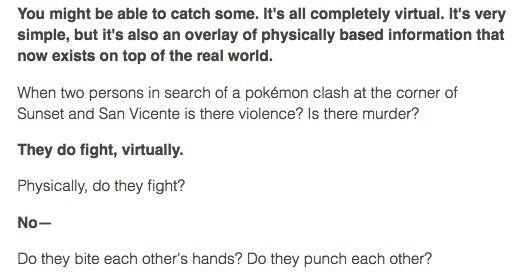 You might be able to catch some. It's all completely virtual. It's very
simple, but it's also an overlay of physically based information that
now exists on top of the real world.
When two persons in search of a pokémon clash at the corner of
Sunset and San Vicente is there violence? Is there murder?
They do fight, virtually.
Physically, do they fight?
No—
Do they bite each other's hands? Do they punch each other?